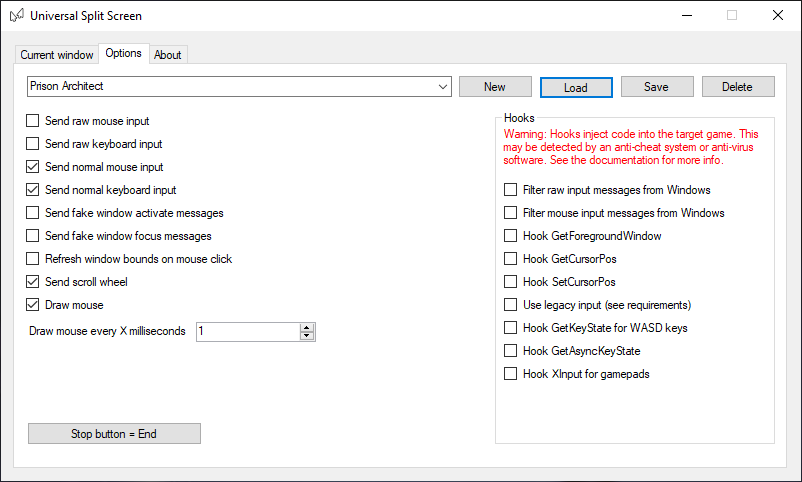 Universal Split Screen
Current window Options About
Prison Architect New Load Save Delete
Send raw mouse input
Send raw keyboard input
Send normal mouse input
Send normal keyboard input
Send fake window activate messages
Send fake window focus messages
Refresh window bounds on mouse click
Send scroll wheel
Draw mouse
Draw mouse every X milliseconds 1
Stop button = End
Hooks
Warning: Hooks inject code into the target game. This
may be detected by an anti-cheat system or anti-virus
software. See the documentation for more info.
Filter raw input messages from Windows
Filter mouse input messages from Windows
Hook GetForegroundWindow
Hook GetCursorPos
Hook SetCursorPos
Use legacy input (see requirements)
Hook GetKeyState for WASD keys
Hook GetAsyncKeyState
Hook XInput for gamepads